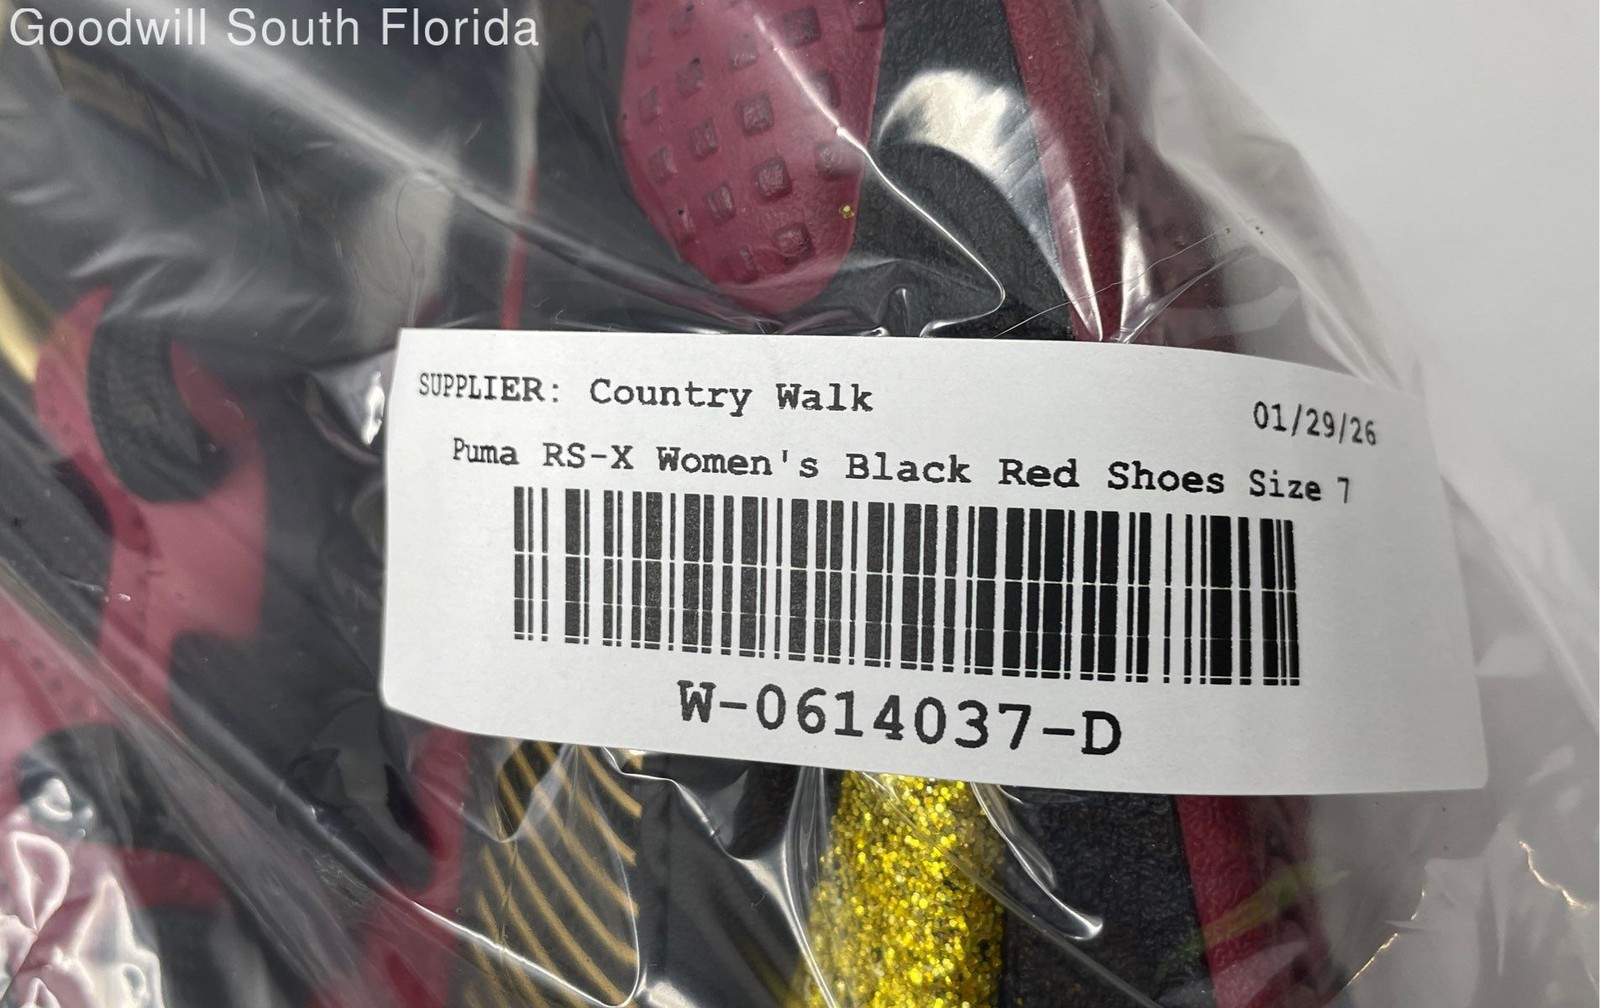 Goodwill South Florida
SUPPLIER: Country Walk
01/29/26
Puma RS-X Women's Black Red Shoes Size 7
W-0614037-D